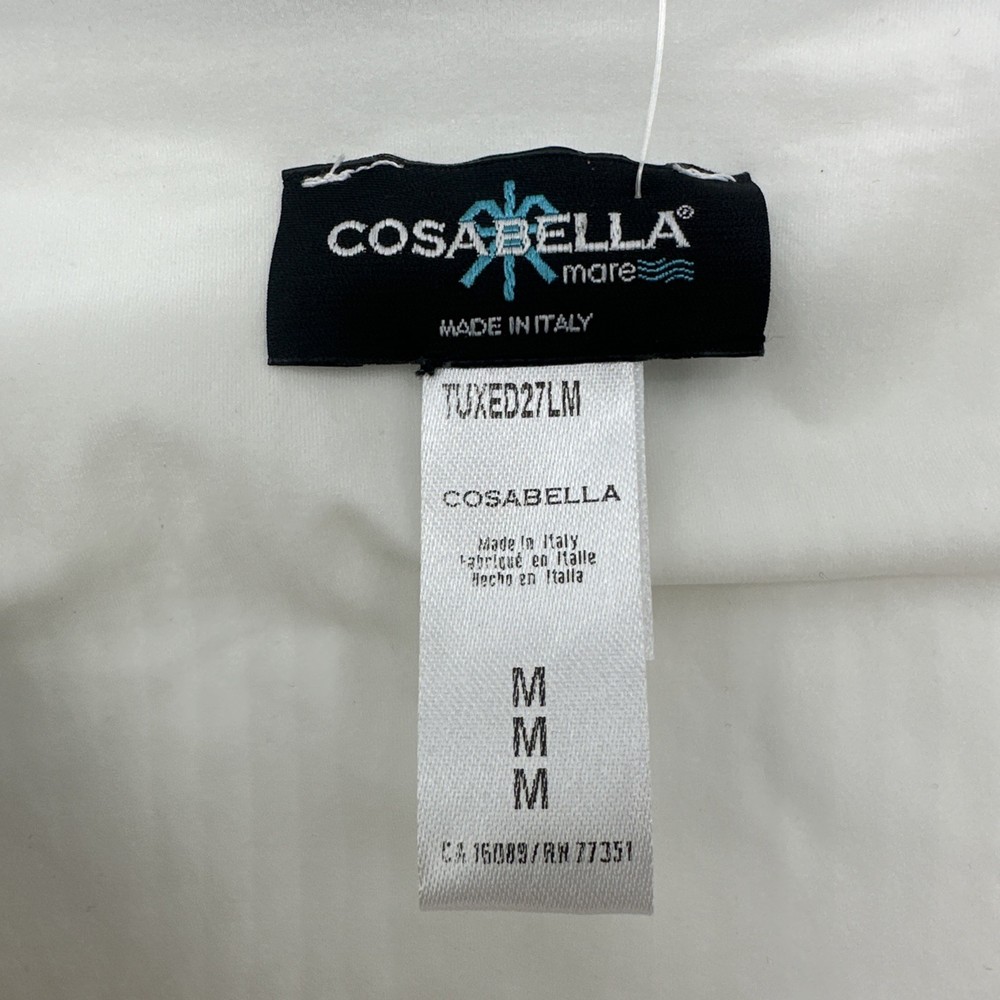 COSABELLA®
mare
MADE IN ITALY
TUXED27LM
COSABELLA
Made in Italy
Fabriqué en Italie
Hecho en Italia
M
M
M
CA 16089/RN 77351